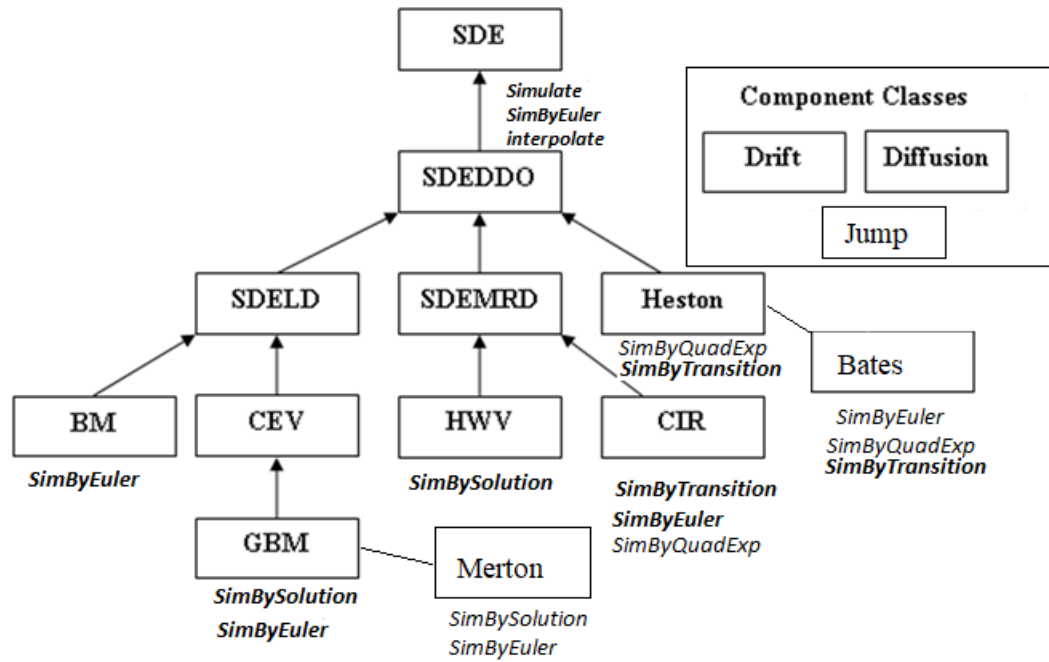 SDE
Simulate
SimByEuler
interpolate
Component Classes
Drift
Diffusion
Jump
SDEDDO
SDELD
SDEMRD
Heston
SimByQuadExp
SimByTransition
Bates
SimByEuler
SimByQuadExp
SimByTransition
BM
SimByEuler
CEV
HWV
SimBySolution
CIR
SimByTransition
SimByEuler
SimByQuadExp
GBM
SimBySolution
SimByEuler
Merton
SimBySolution
SimByEuler